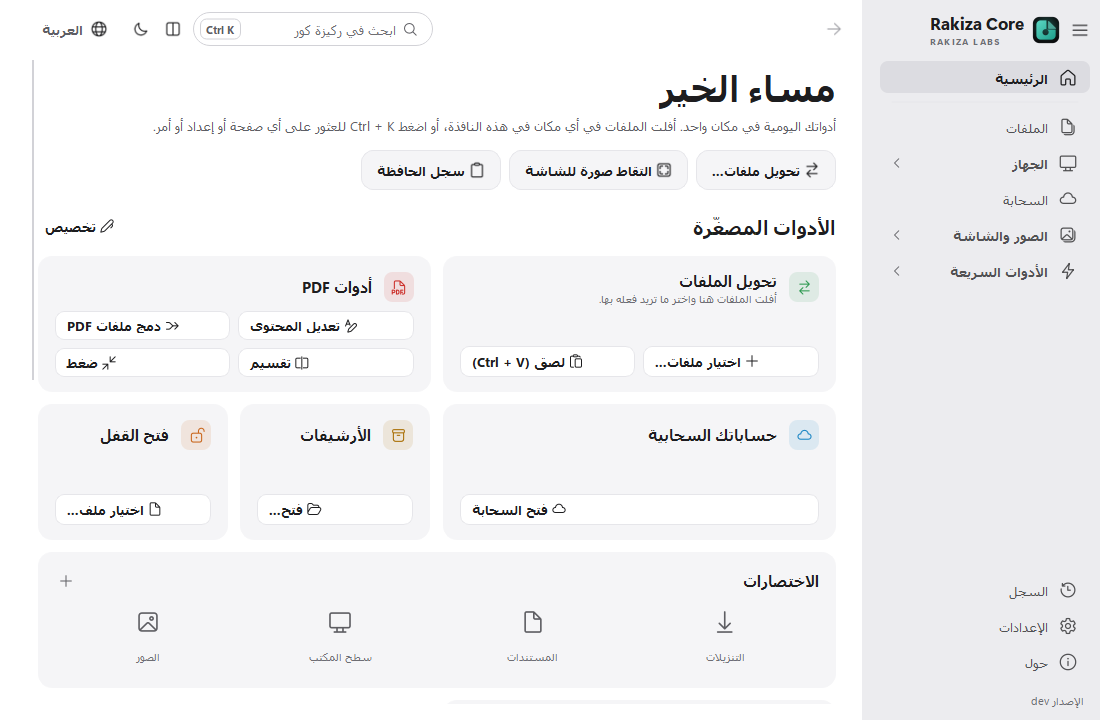 Rakiza Core
RAKIZA LABS
الرئيسية
الملفات
الجهاز
السحابة
الصور والشاشة
الأدوات السريعة
السجل
الإعدادات
حول
الإصدار dev
ابحث في ركيزة كور
Ctrl K
العربية
مساء الخير
أدواتك اليومية في مكان واحد. أفلت الملفات في أي مكان في هذه النافذة، أو اضغط Ctrl + K للعثور على أي صفحة أو إعداد أو أمر.
تحويل ملفات...
التقاط صورة للشاشة
سجل الحافظة
الأدوات المصغّرة
تخصيص
تحويل الملفات
أفلت الملفات هنا واختر ما تريد فعله بها.
اختيار ملفات...
لصق (Ctrl + V)
أدوات PDF
تعديل المحتوى
دمج ملفات PDF
تقسيم
ضغط
حساباتك السحابية
فتح السحابة
الأرشيفات
فتح...
فتح القفل
اختيار ملف...
الاختصارات
التنزيلات
المستندات
سطح المكتب
الصور